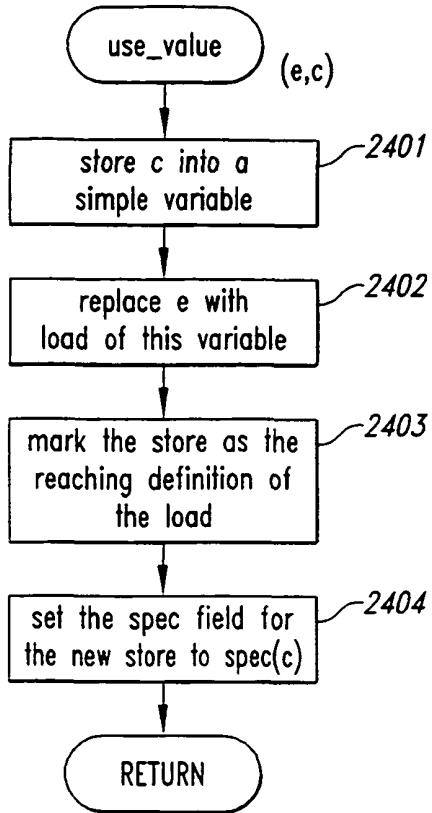 use_value
(e,c)
2401
store c into a
simple variable
2402
replace e with
load of this variable
2403
mark the store as the
reaching definition of
the load
2404
set the spec field for
the new store to spec(c)
RETURN